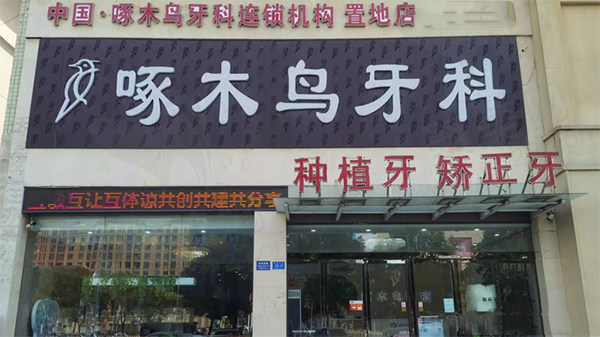 中国·啄木鸟牙科连锁机构 置地店
啄木鸟牙科
种植牙 矫正牙
互让互体谅共创共建共分享